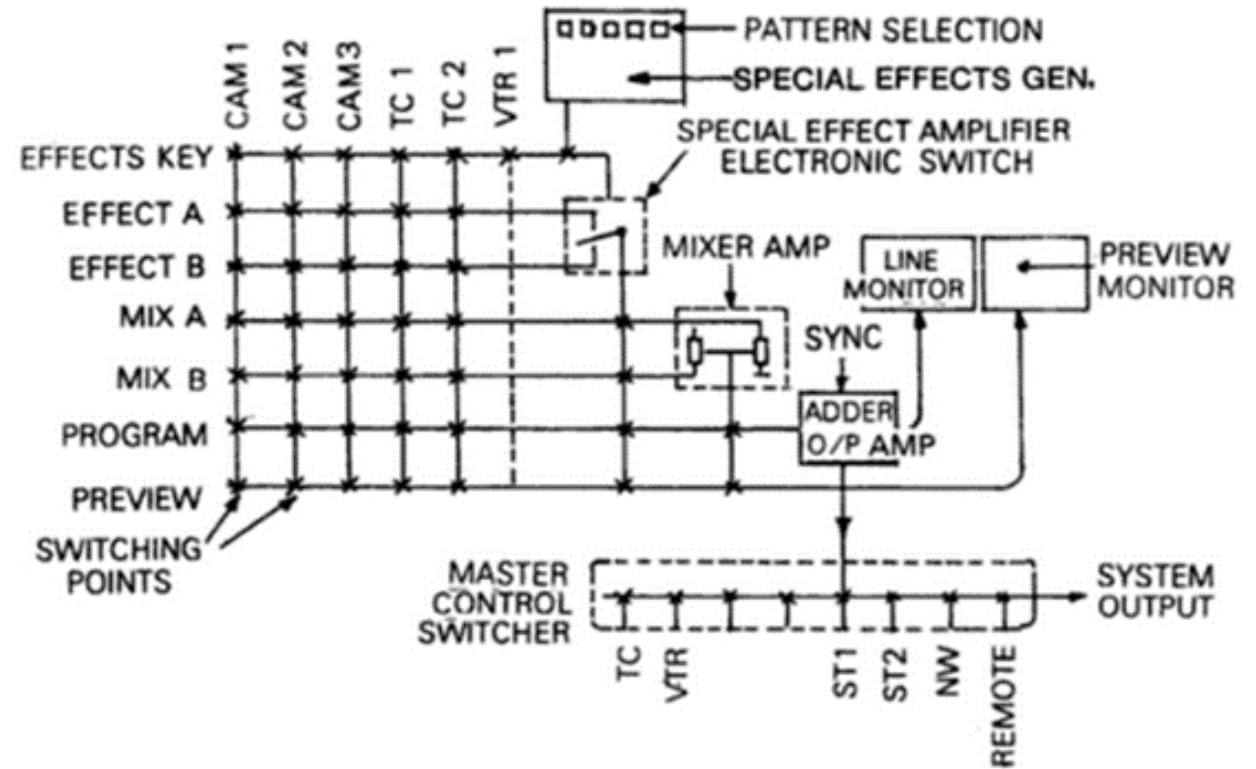 CAM 1
CAM 2
CAM 3
TC 1
TC 2
VTR 1
PATTERN SELECTION
SPECIAL EFFECTS GEN.
SPECIAL EFFECT AMPLIFIER
ELECTRONIC SWITCH
EFFECTS KEY
EFFECT A
EFFECT B
MIX A
MIX B
PROGRAM
PREVIEW
SWITCHING
POINTS
MIXER AMP
LINE
MONITOR
PREVIEW
MONITOR
SYNC
ADDER
O/P AMP
MASTER
CONTROL
SWITCHER
SYSTEM
OUTPUT
TC
VTR
ST1
ST2
NW
REMOTE